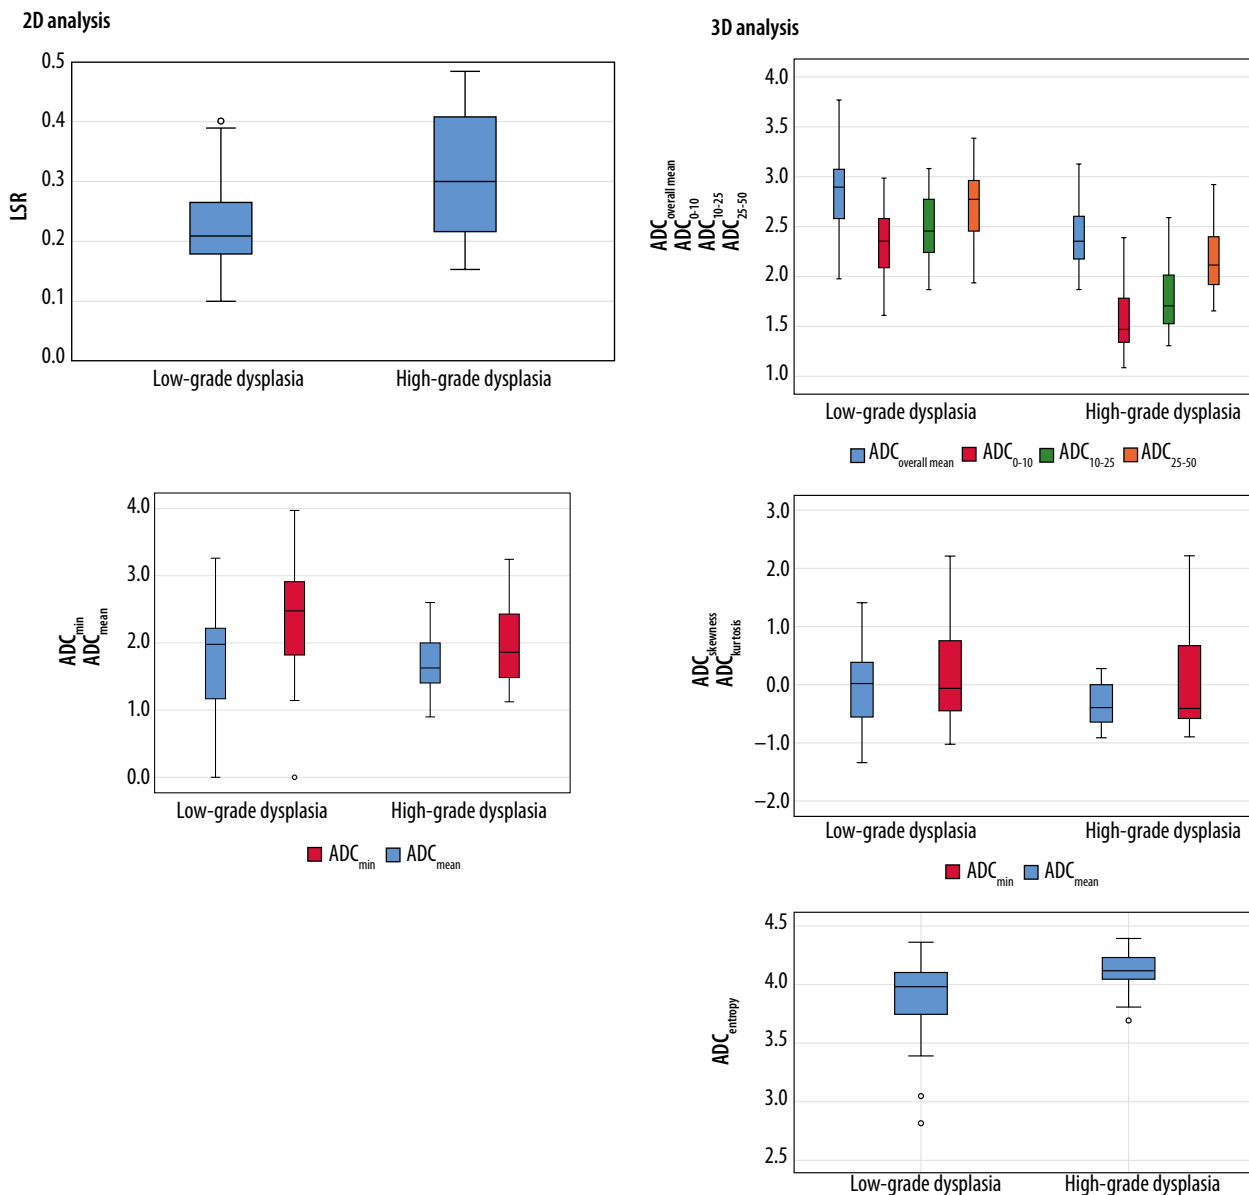 2D analysis
LSR
0.5
0.4
0.3
0.2
0.1
0.0
Low-grade dysplasia
High-grade dysplasia
ADCmin
ADCmean
4.0
3.0
2.0
1.0
0.0
Low-grade dysplasia
High-grade dysplasia
ADCmin
ADCmean
3D analysis
ADCoverall mean
ADC0-10
ADC10-25
ADC25-50
4.0
3.5
3.0
2.5
2.0
1.5
1.0
Low-grade dysplasia
High-grade dysplasia
ADCoverall mean
ADC0-10
ADC10-25
ADC25-50
ADCskewness
ADCkurtosis
3.0
2.0
1.0
0.0
−1.0
−2.0
Low-grade dysplasia
High-grade dysplasia
ADCmin
ADCmean
ADCentropy
4.5
4.0
3.5
3.0
2.5
Low-grade dysplasia
High-grade dysplasia